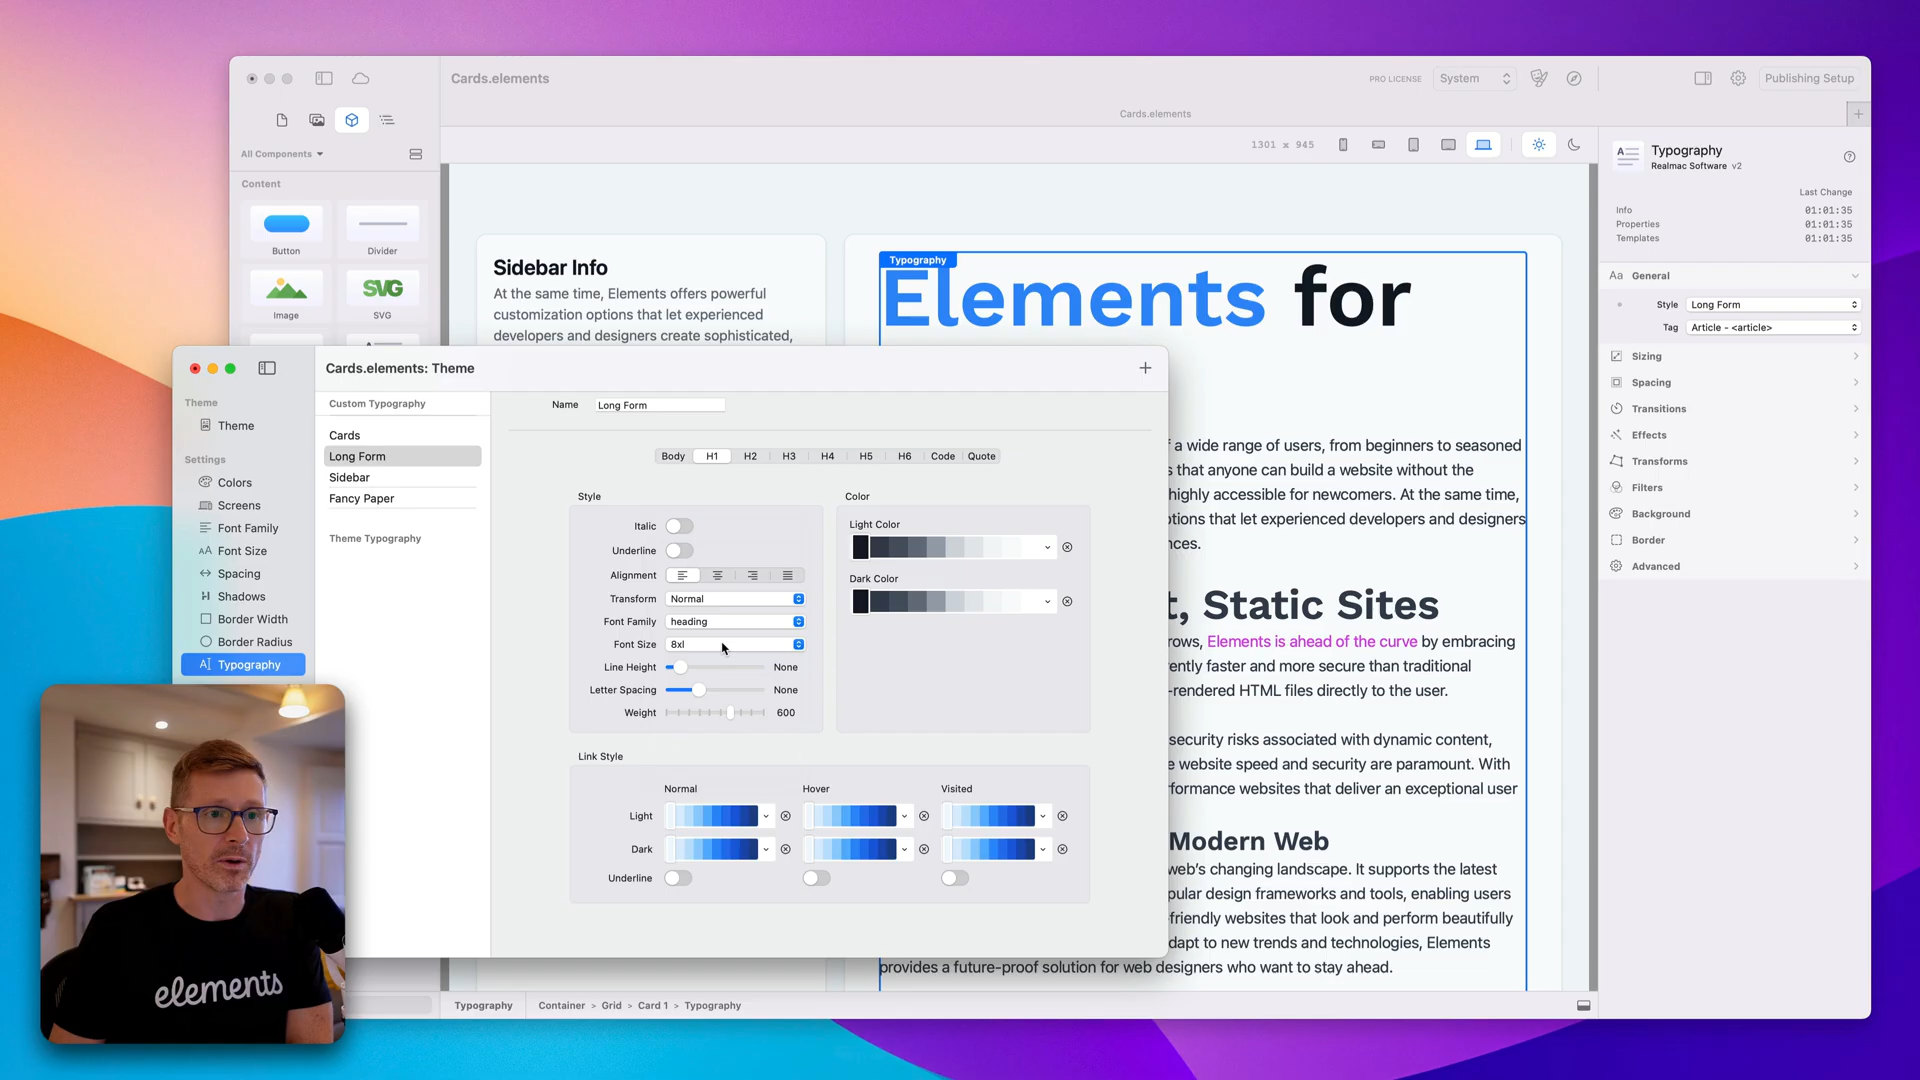 Cards.elements
PRO LICENSE
System
Publishing Setup
Cards.elements
All Components
1301 x 945
Content
Button
Divider
Image
SVG
SVG
Sidebar Info
At the same time, Elements offers powerful
customization options that let experienced
developers and designers create sophisticated,
Typography
Elements for
Typography
Realmac Software v2
Last Change
Info 01:01:35
Properties 01:01:35
Templates 01:01:35
Aa General
Style Long Form
Tag Article - <article>
Sizing
Spacing
Transitions
Effects
Transforms
Filters
Background
Border
Advanced
Cards.elements: Theme
Theme
Theme
Settings
Colors
Screens
Font Family
Font Size
Spacing
Shadows
Border Width
Border Radius
Typography
Custom Typography
Cards
Long Form
Sidebar
Fancy Paper
Theme Typography
Name Long Form
Body H1 H2 H3 H4 H5 H6 Code Quote
Style
Italic
Underline
Alignment
Transform Normal
Font Family heading
Font Size 8xl
Line Height None
Letter Spacing None
Weight 600
Color
Light Color
Dark Color
Link Style
Normal Hover Visited
Light
Dark
Underline
f a wide range of users, from beginners to seasoned
s that anyone can build a website without the
highly accessible for newcomers. At the same time,
otions that let experienced developers and designers
nces.
t, Static Sites
rows, Elements is ahead of the curve by embracing
rently faster and more secure than traditional
-rendered HTML files directly to the user.
security risks associated with dynamic content,
e website speed and security are paramount. With
formance websites that deliver an exceptional user
Modern Web
web's changing landscape. It supports the latest
pular design frameworks and tools, enabling users
friendly websites that look and perform beautifully
dapt to new trends and technologies, Elements
provides a future-proof solution for web designers who want to stay ahead.
elements
Typography
Container > Grid > Card 1 > Typography